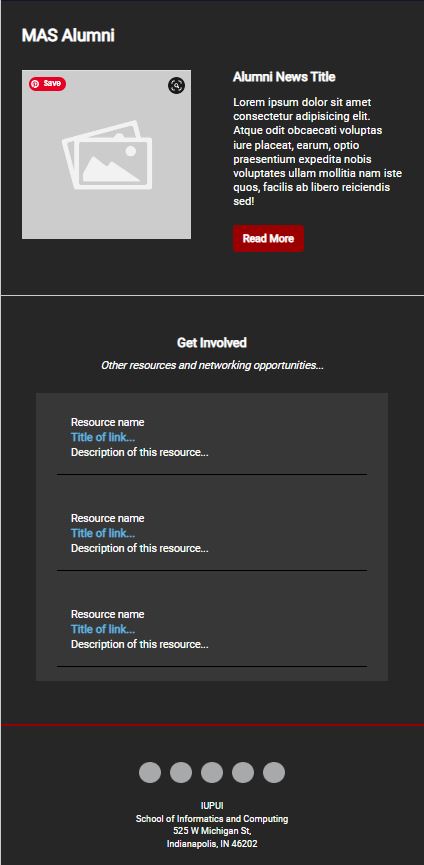 MAS Alumni
Save
Alumni News Title
Lorem ipsum dolor sit amet
consectetur adipisicing elit.
Atque odit obcaecati voluptas
iure placeat, earum, optio
praesentium expedita nobis
voluptates ullam mollitia nam iste
quos, facilis ab libero reiciendis
sed!
Read More
Get Involved
Other resources and networking opportunities...
Resource name
Title of link...
Description of this resource...
Resource name
Title of link...
Description of this resource...
Resource name
Title of link...
Description of this resource...
IUPUI
School of Informatics and Computing
525 W Michigan St,
Indianapolis, IN 46202